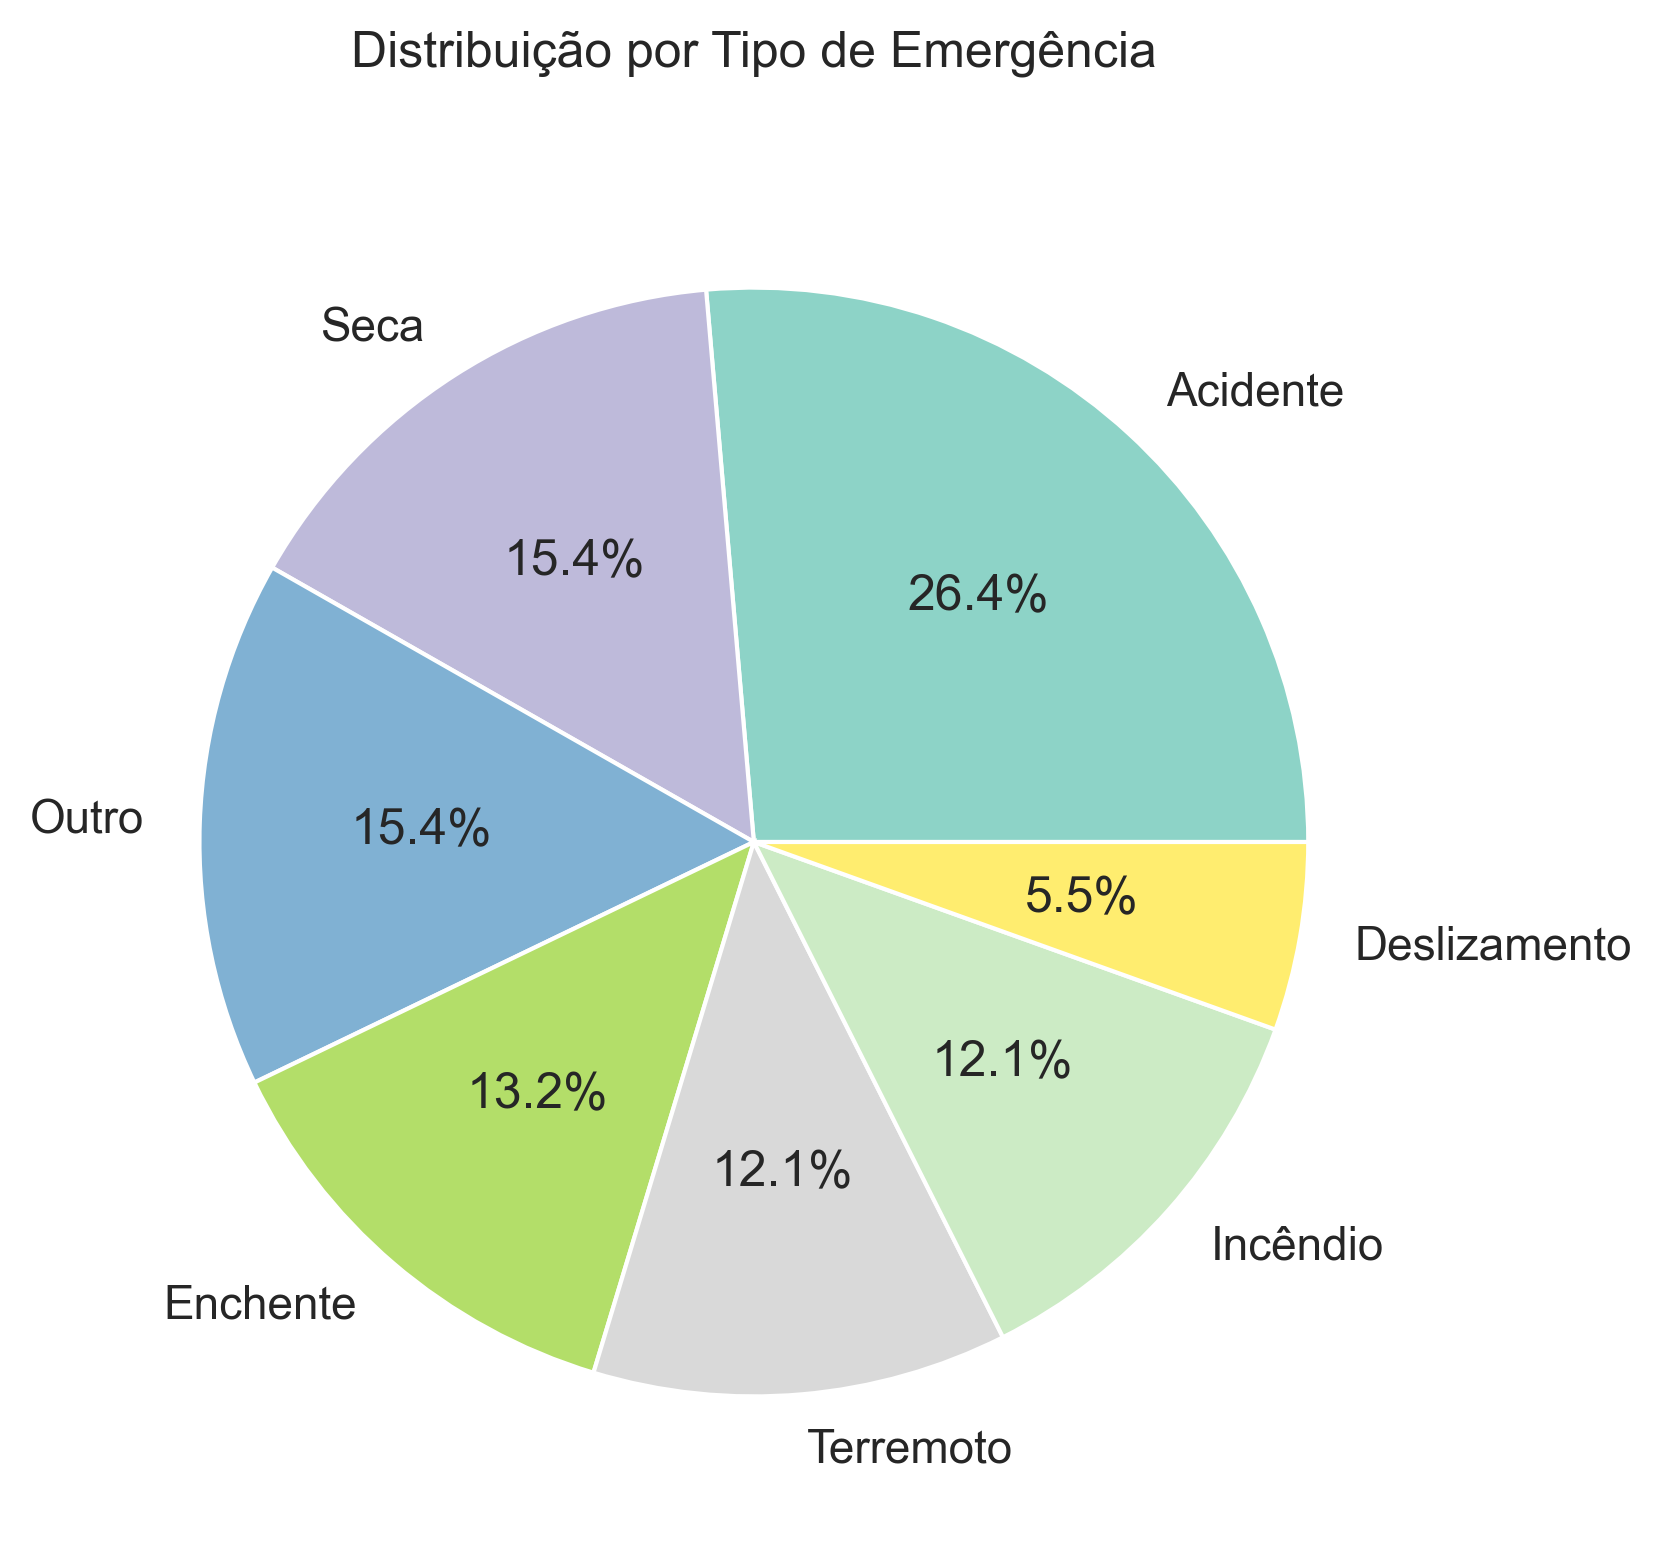 Distribuição por Tipo de Emergência
Seca
Acidente
15.4%
26.4%
Outro
15.4%
5.5%
Deslizamento
12.1%
13.2%
12.1%
Incêndio
Enchente
Terremoto